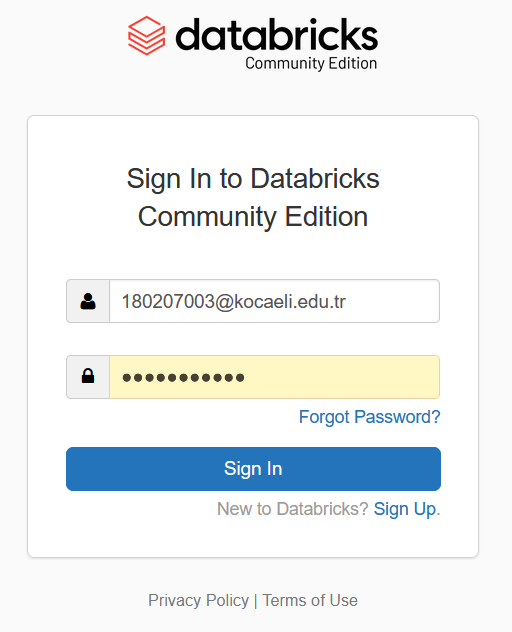 databricks
Community Edition
Sign In to Databricks
Community Edition
180207003@kocaeli.edu.tr
●●●●●●●●●●●
Forgot Password?
Sign In
New to Databricks? Sign Up.
Privacy Policy | Terms of Use